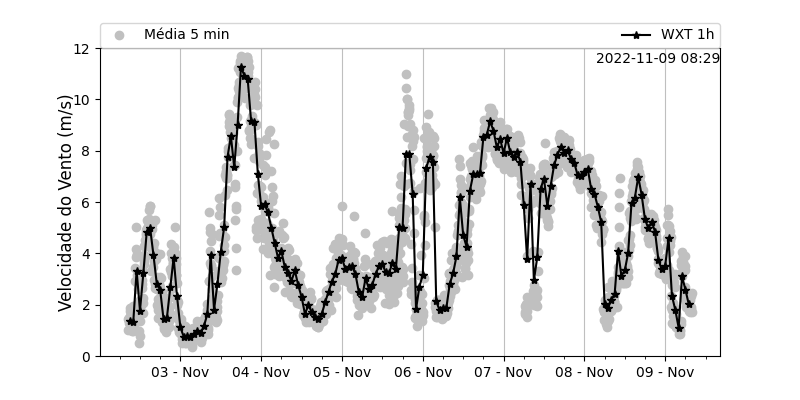 Média 5 min
WXT 1h
2022-11-09 08:29
Velocidade do Vento (m/s)
12
10
8
6
4
2
0
03 - Nov
04 - Nov
05 - Nov
06 - Nov
07 - Nov
08 - Nov
09 - Nov